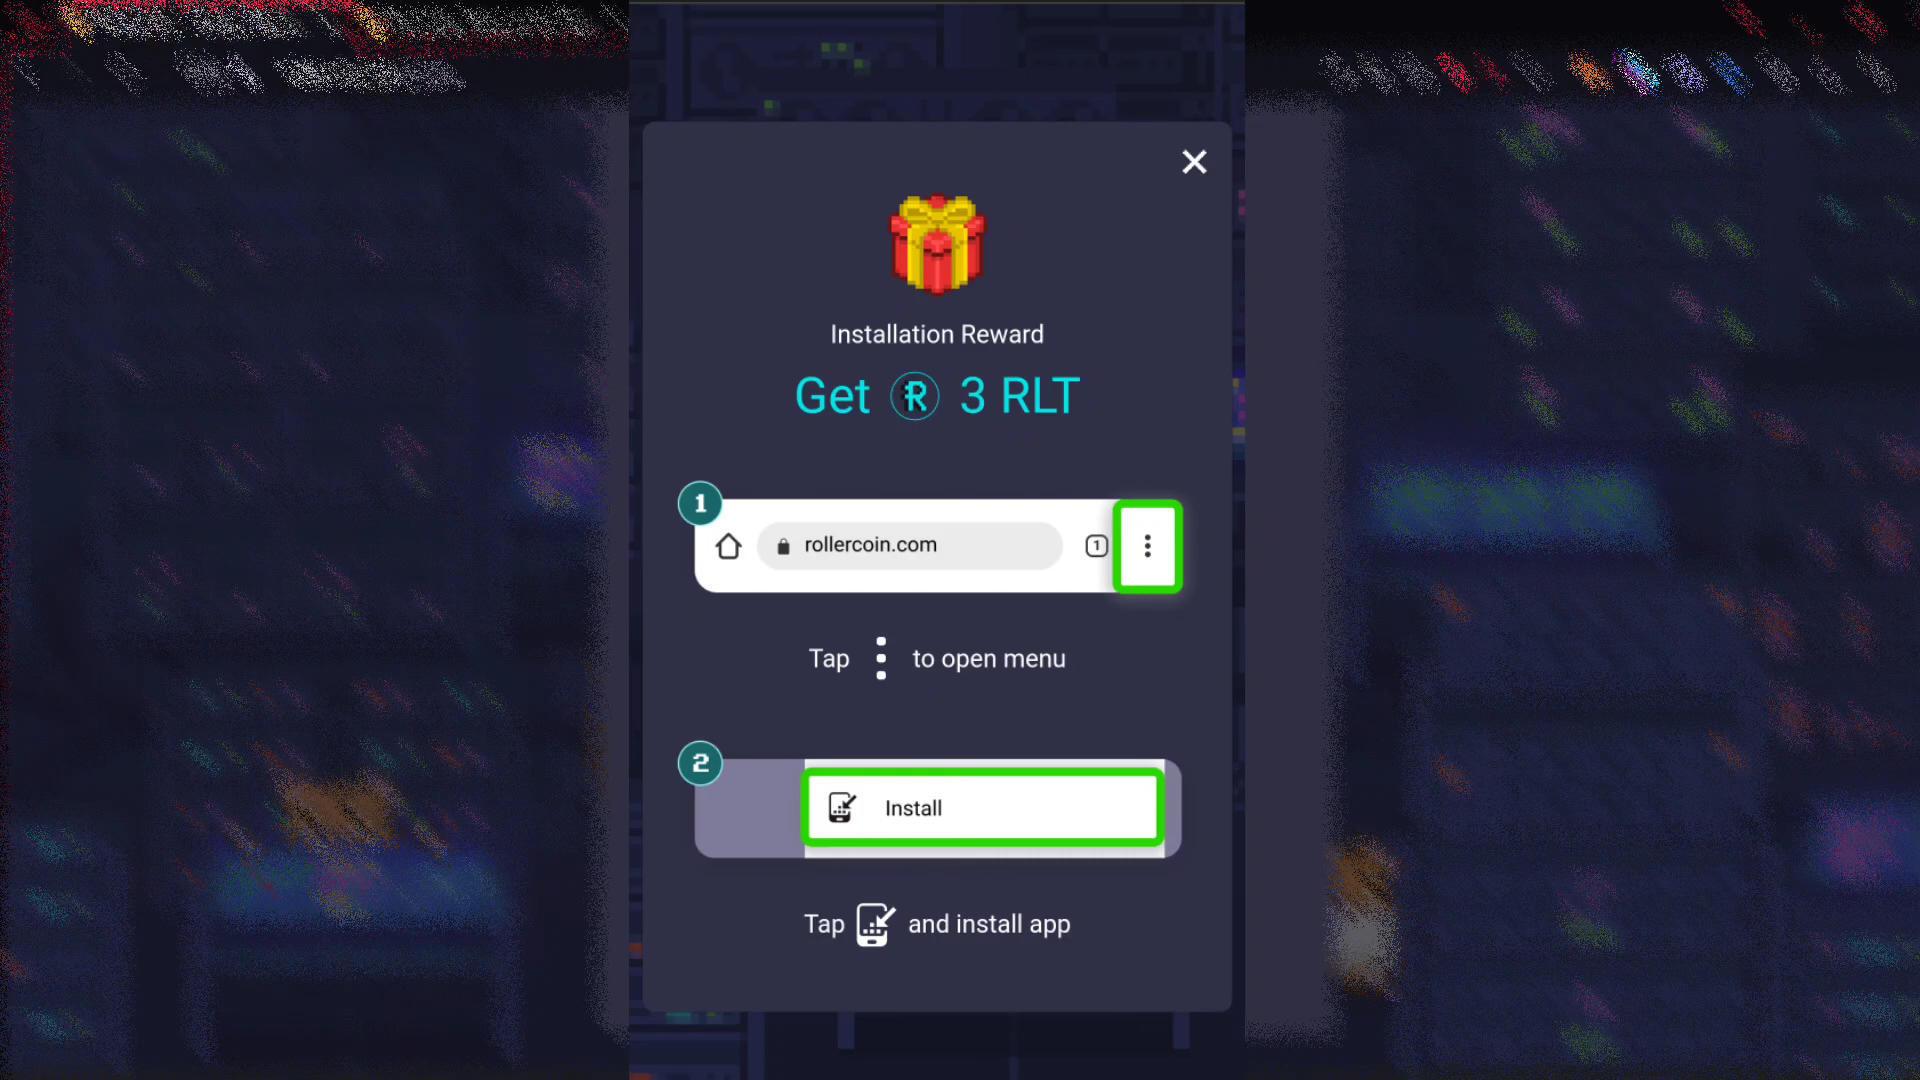 Installation Reward
Get R 3 RLT
1
rollercoin.com
1
Tap to open menu
2
Install
Tap and install app